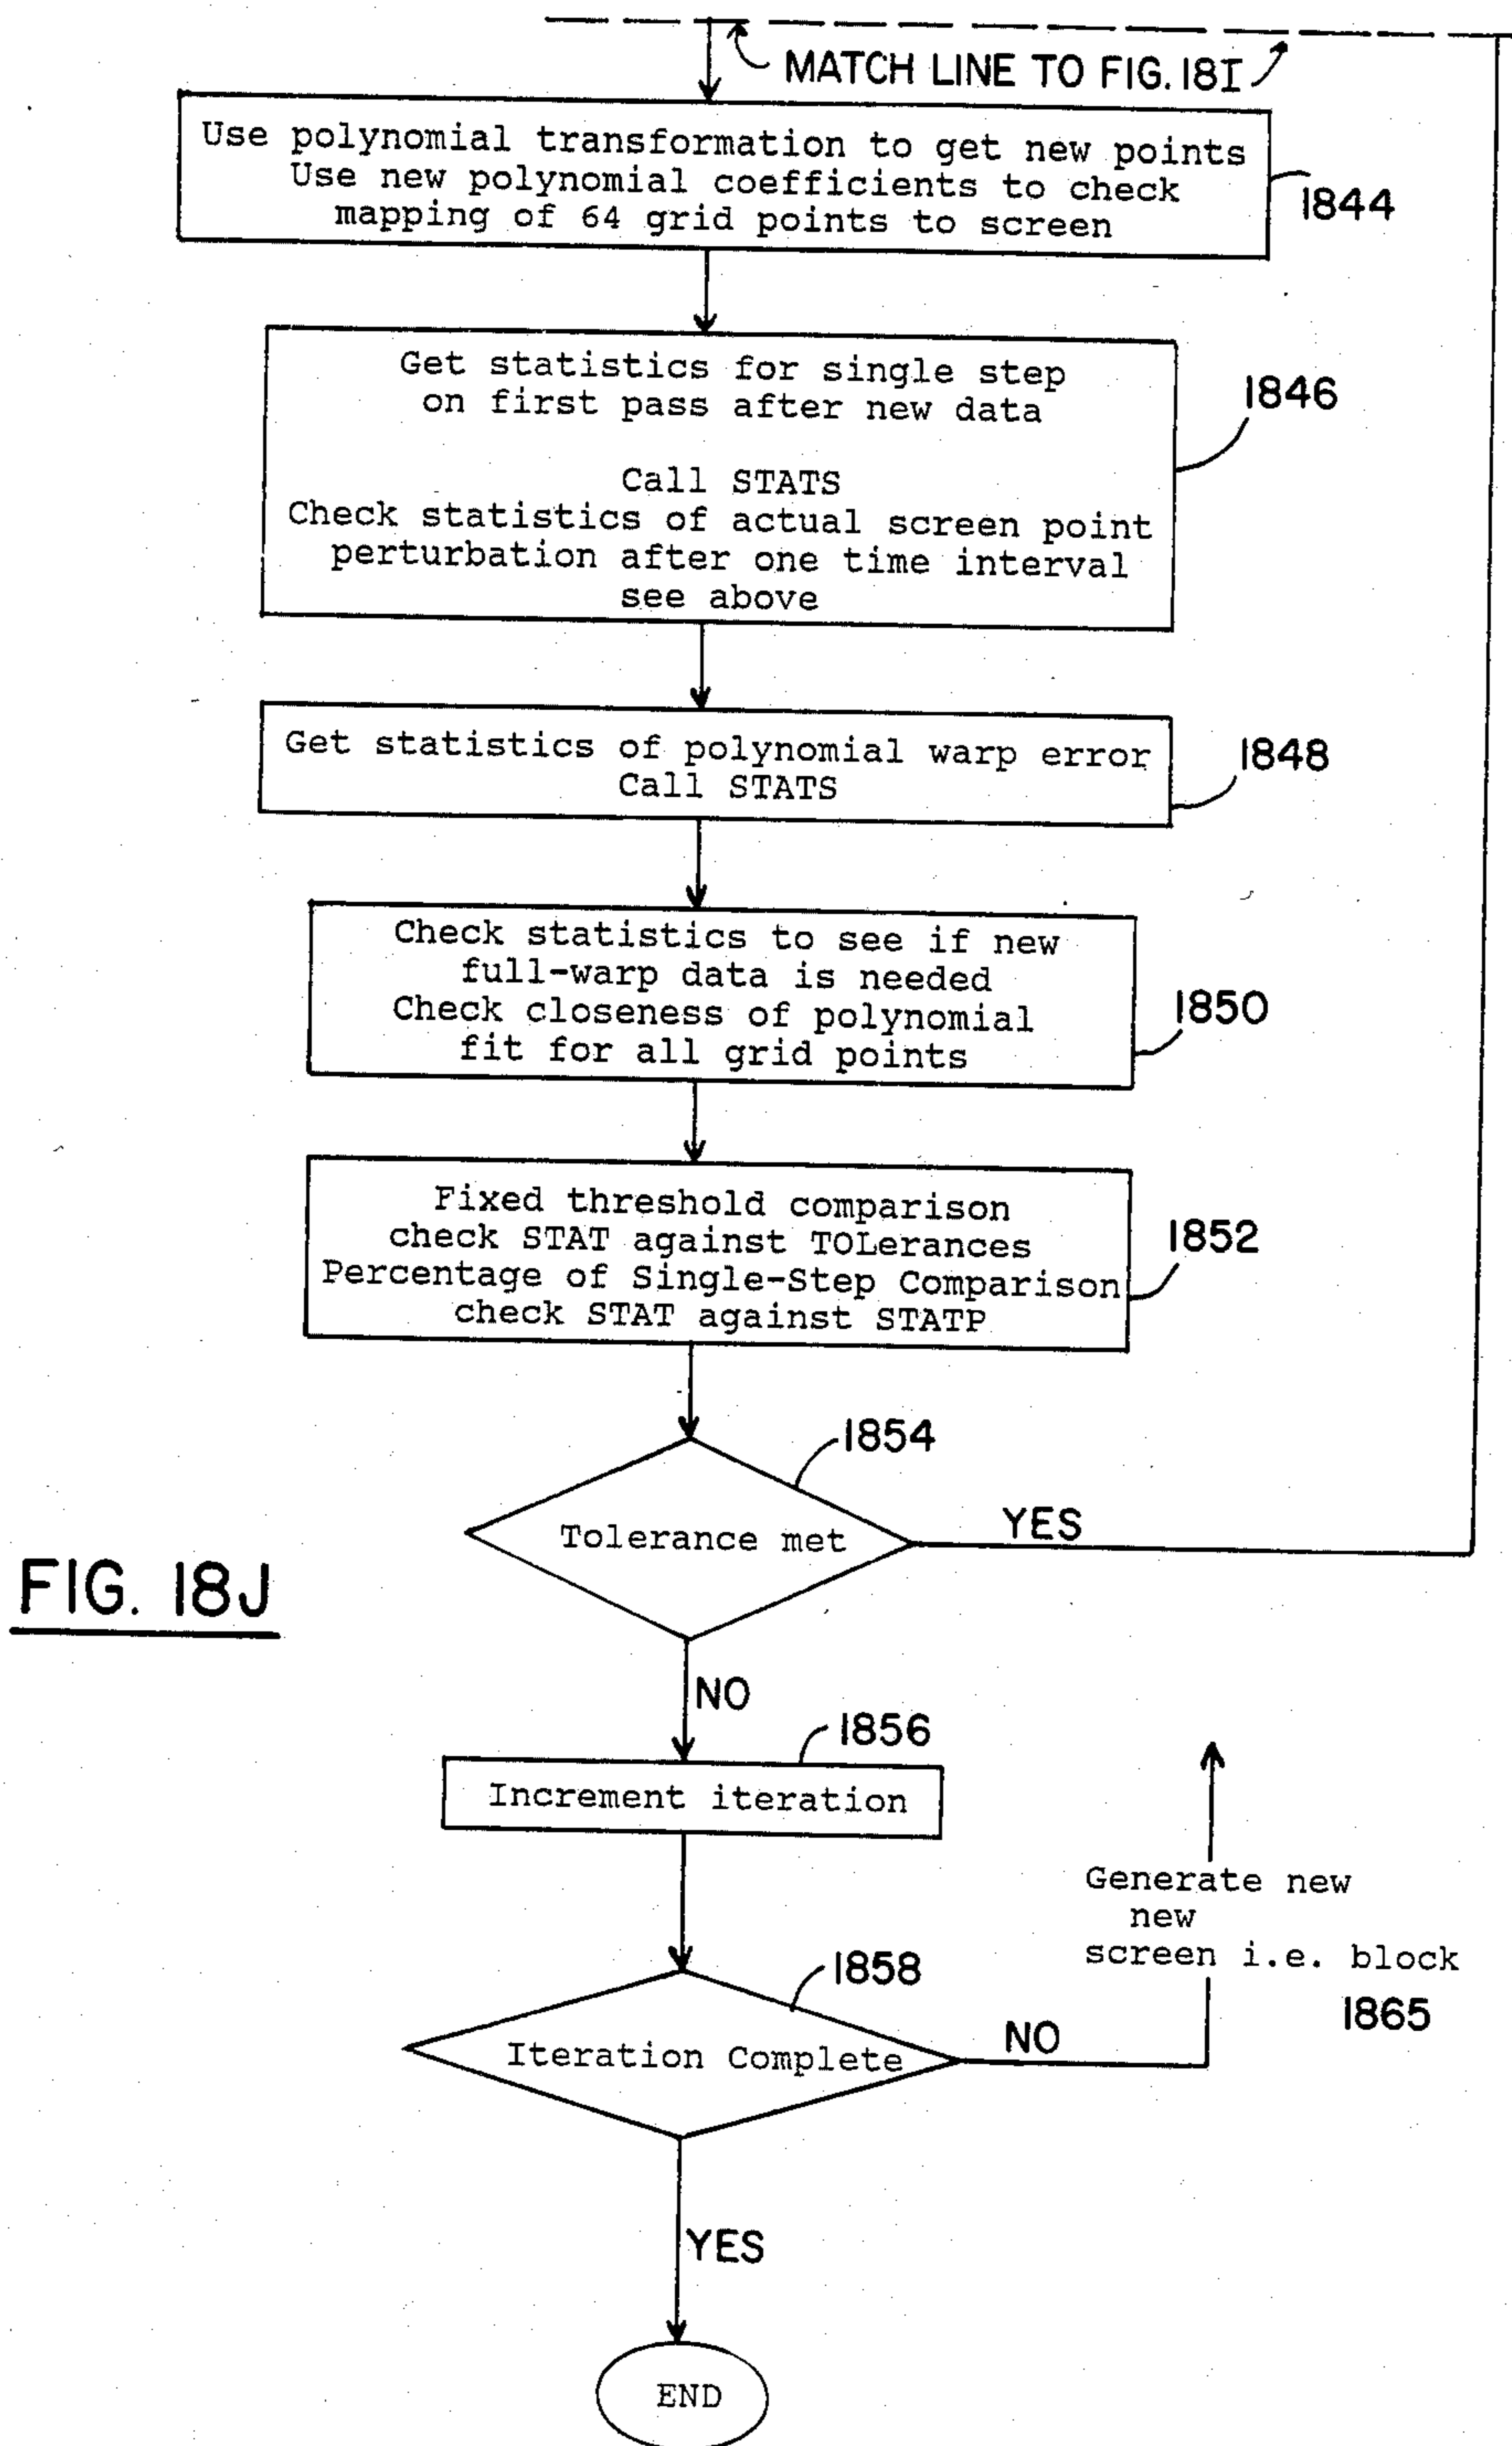 MATCH LINE TO FIG. 18I
Use polynomial transformation to get new points
Use new polynomial coefficients to check
mapping of 64 grid points to screen
1844
Get statistics for single step
on first pass after new data
1846
Call STATS
Check statistics of actual screen point
perturbation after one time interval
see above
Get statistics of polynomial warp error
Call STATS
1848
Check statistics to see if new
full-warp data is needed
Check closeness of polynomial
fit for all grid points
1850
Fixed threshold comparison
check STAT against TOLerances
Percentage of Single-Step Comparison
check STAT against STATP
1852
1854
Tolerance met
YES
FIG. 18J
NO
1856
Increment iteration
Generate new
new
screen i.e. block
1865
1858
Iteration Complete
NO
YES
END